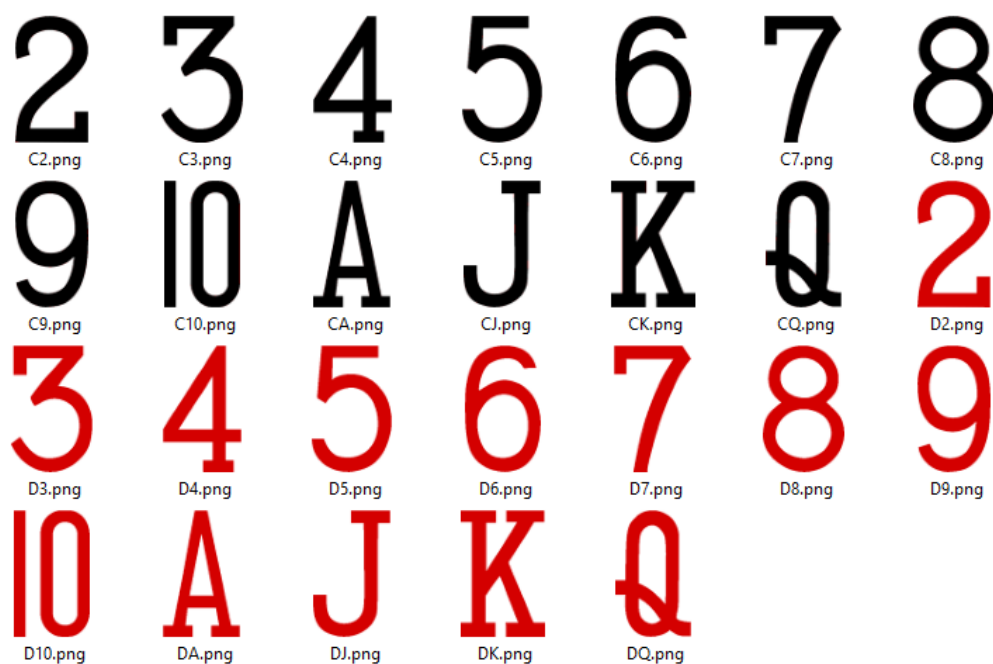 2 3 4 5 6 7 8
C2.png C3.png C4.png C5.png C6.png C7.png C8.png
9 10 A J K Q 2
C9.png C10.png CA.png CJ.png CK.png CQ.png D2.png
3 4 5 6 7 8 9
D3.png D4.png D5.png D6.png D7.png D8.png D9.png
10 A J K Q
D10.png DA.png DJ.png DK.png DQ.png